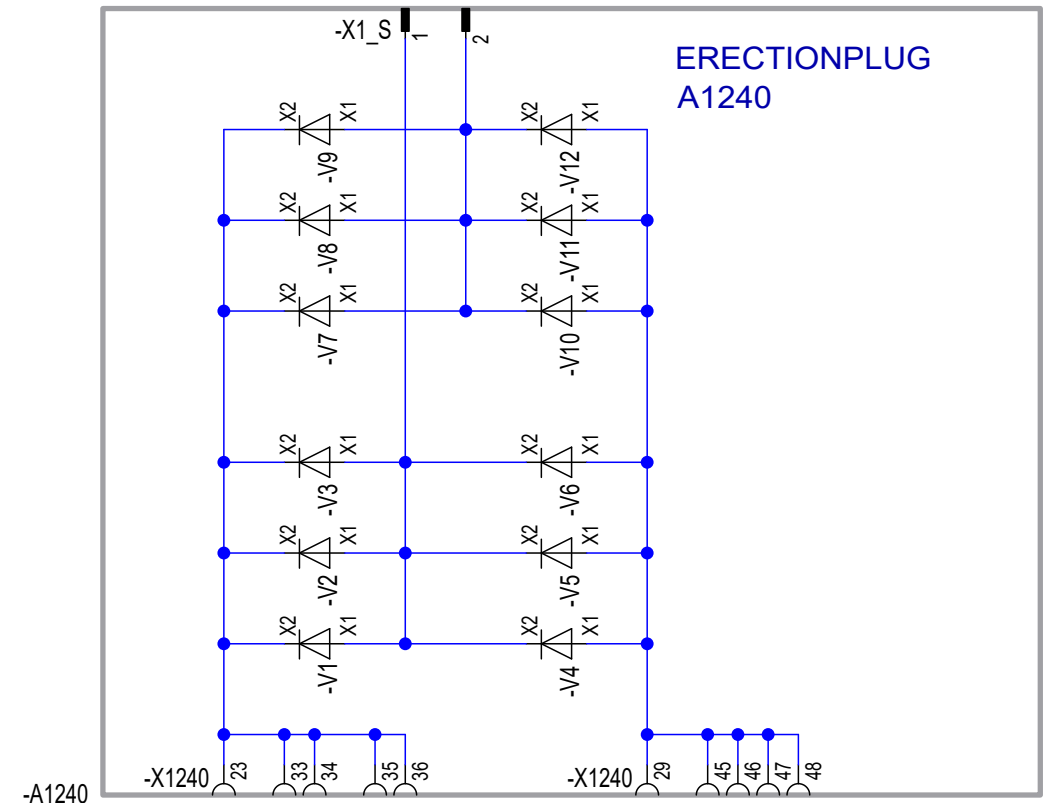 -X1_S
1
2
ERECTIONPLUG
A1240
X2
X1
-V9
X2
X1
-V12
X2
X1
-V8
X2
X1
-V11
X2
X1
-V7
X2
X1
-V10
X2
X1
-V3
X2
X1
-V6
X2
X1
-V2
X2
X1
-V5
X2
X1
-V1
X2
X1
-V4
-X1240
23
33
34
35
36
-X1240
29
45
46
47
48
-A1240